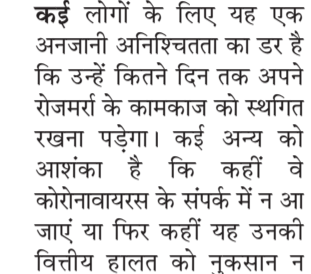 कई लोगों के लिए यह एक
अनजानी अनिश्चितता का डर है
कि उन्हें कितने दिन तक अपने
रोजमर्रा के कामकाज को स्थगित
रखना पड़ेगा। कई अन्य को
आशंका है कि कहीं वे
कोरोनावायरस के संपर्क में न आ
जाएं या फिर कहीं यह उनकी
वित्तीय हालत को नुकसान न